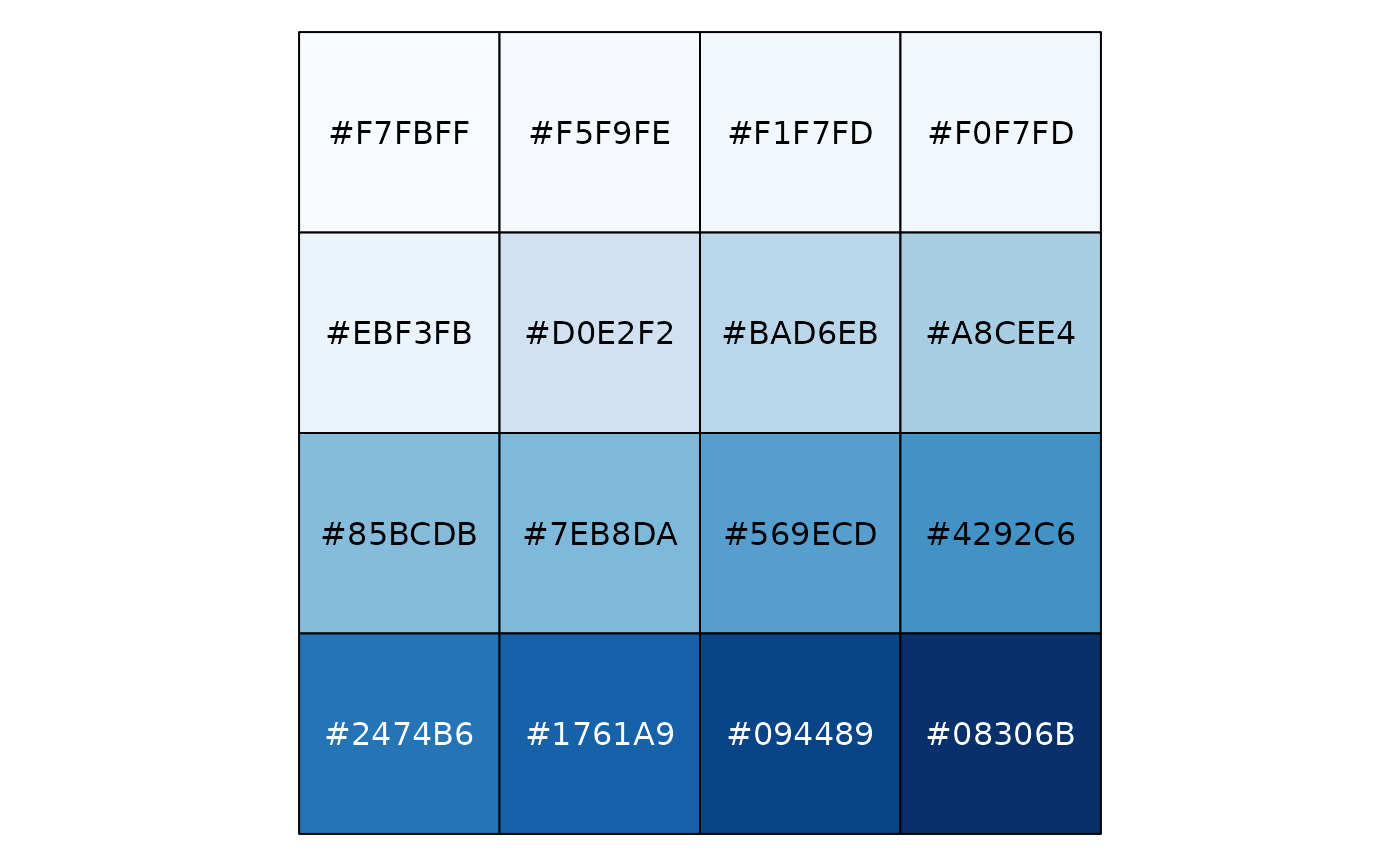 #F7FBFF #F5F9FE #F1F7FD #F0F7FD
#EBF3FB #D0E2F2 #BAD6EB #A8CEE4
#85BCDB #7EB8DA #569ECD #4292C6
#2474B6 #1761A9 #094489 #08306B